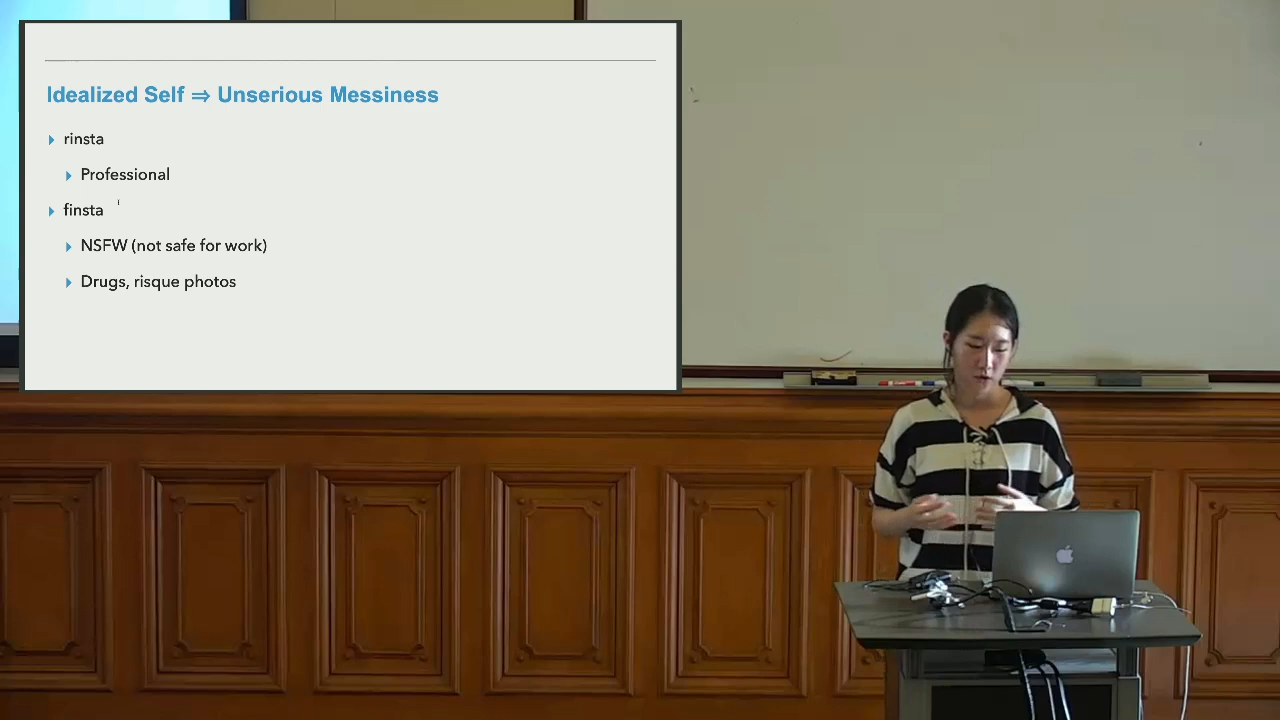 Idealized Self ⇒ Unserious Messiness
rinsta
Professional
finsta
NSFW (not safe for work)
Drugs, risque photos